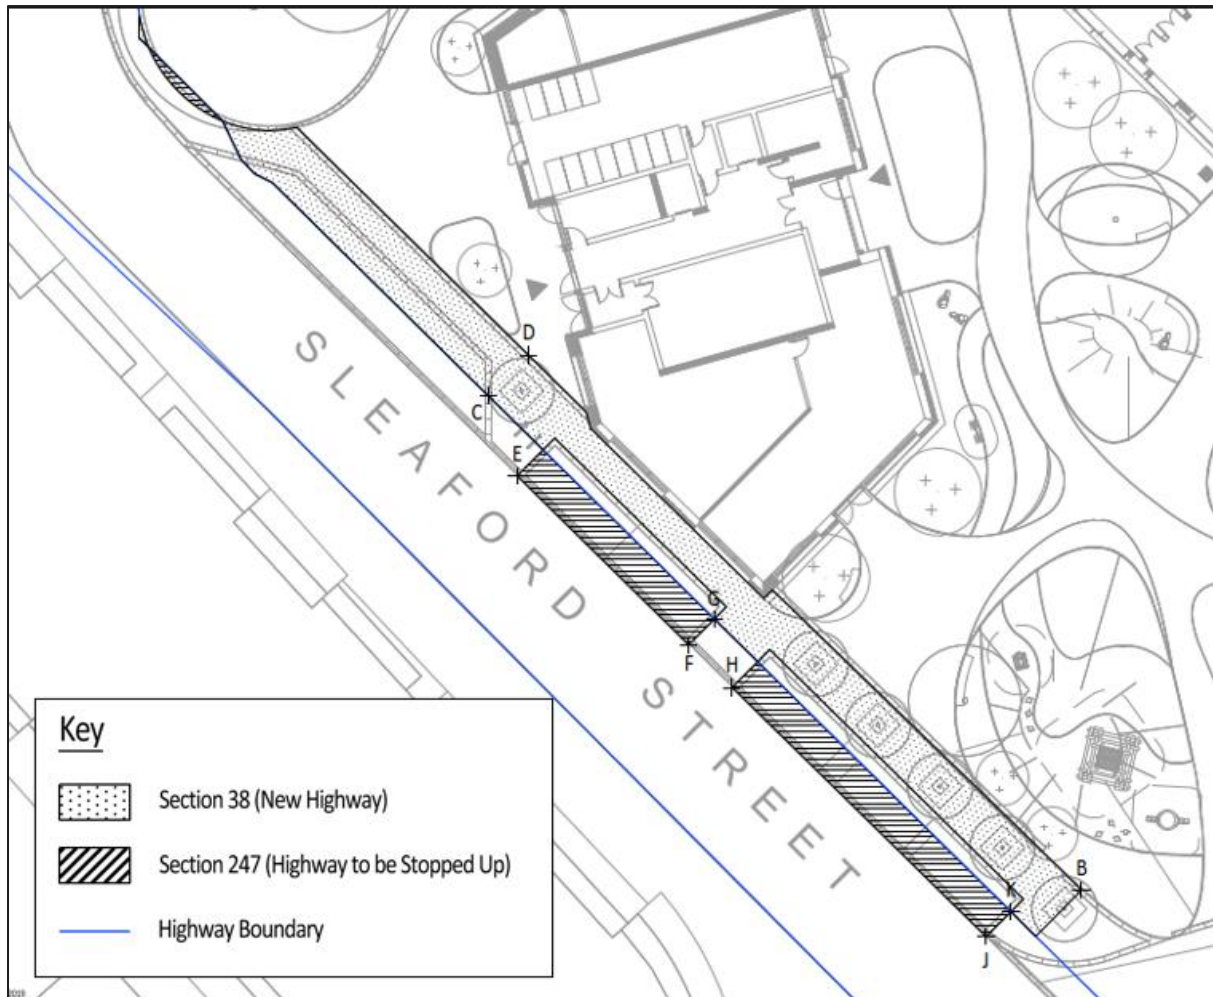 D
C
E
SLEAFORD STREET
G
F
H
B
K
J
Key
Section 38 (New Highway)
Section 247 (Highway to be Stopped Up)
Highway Boundary